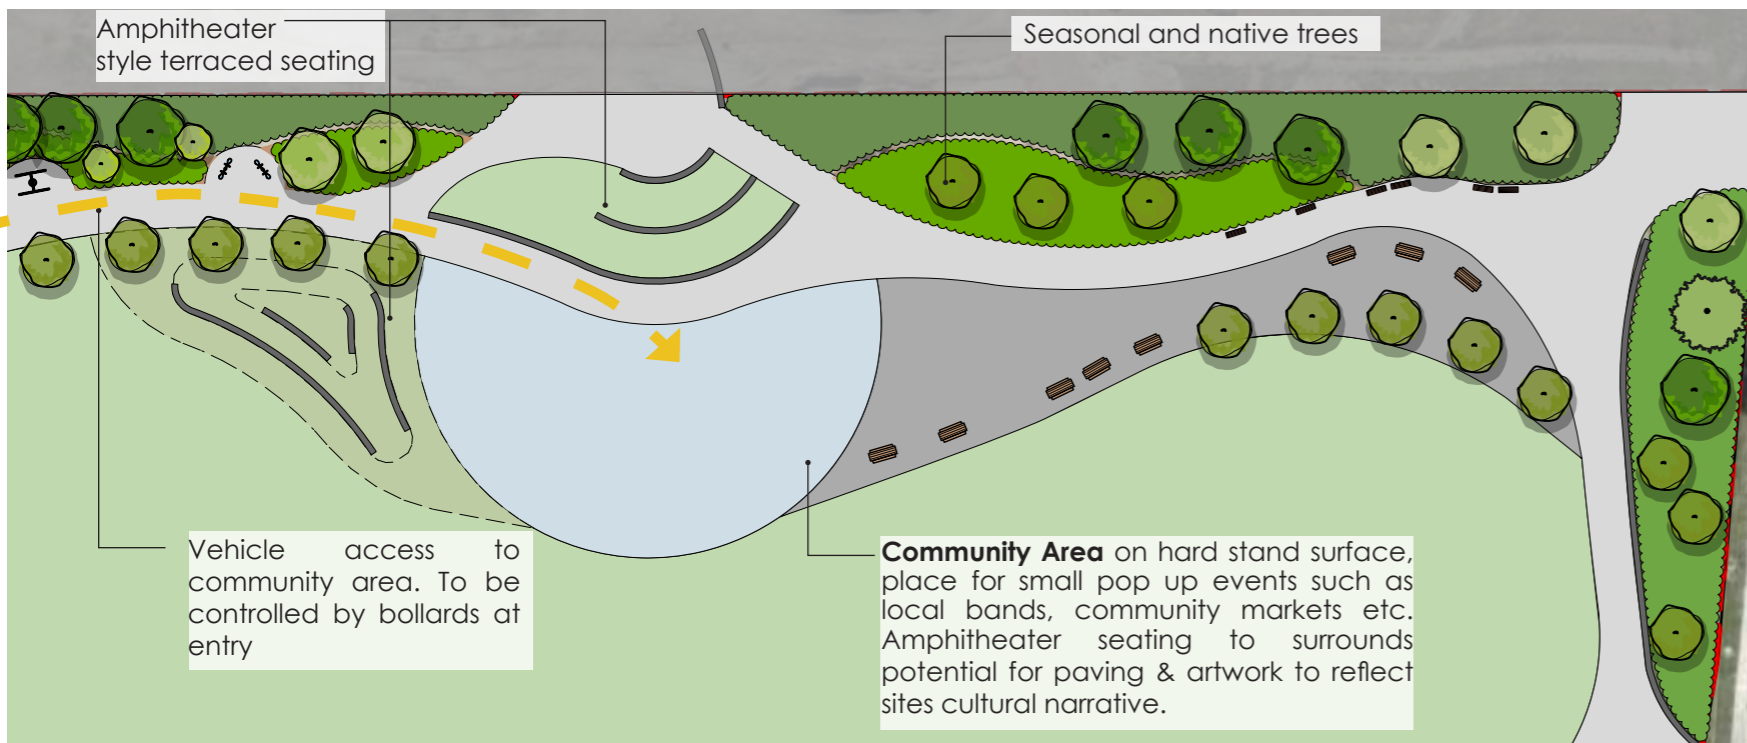 Amphitheater
style terraced seating
Seasonal and native trees
Vehicle access to
community area. To be
controlled by bollards at
entry
Community Area on hard stand surface,
place for small pop up events such as
local bands, community markets etc.
Amphitheater seating to surrounds
potential for paving & artwork to reflect
sites cultural narrative.